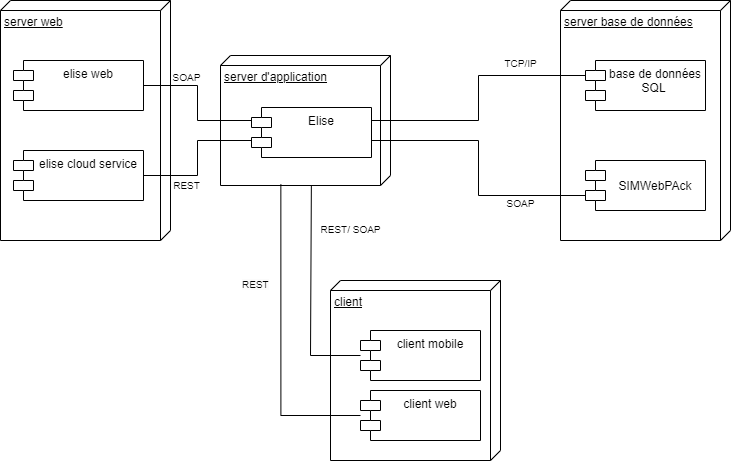 server web
elise web
elise cloud service
SOAP
REST
server d'application
Elise
TCP/IP
SOAP
server base de données
base de données
SQL
SIMWebPAck
REST/ SOAP
REST
client
client mobile
client web